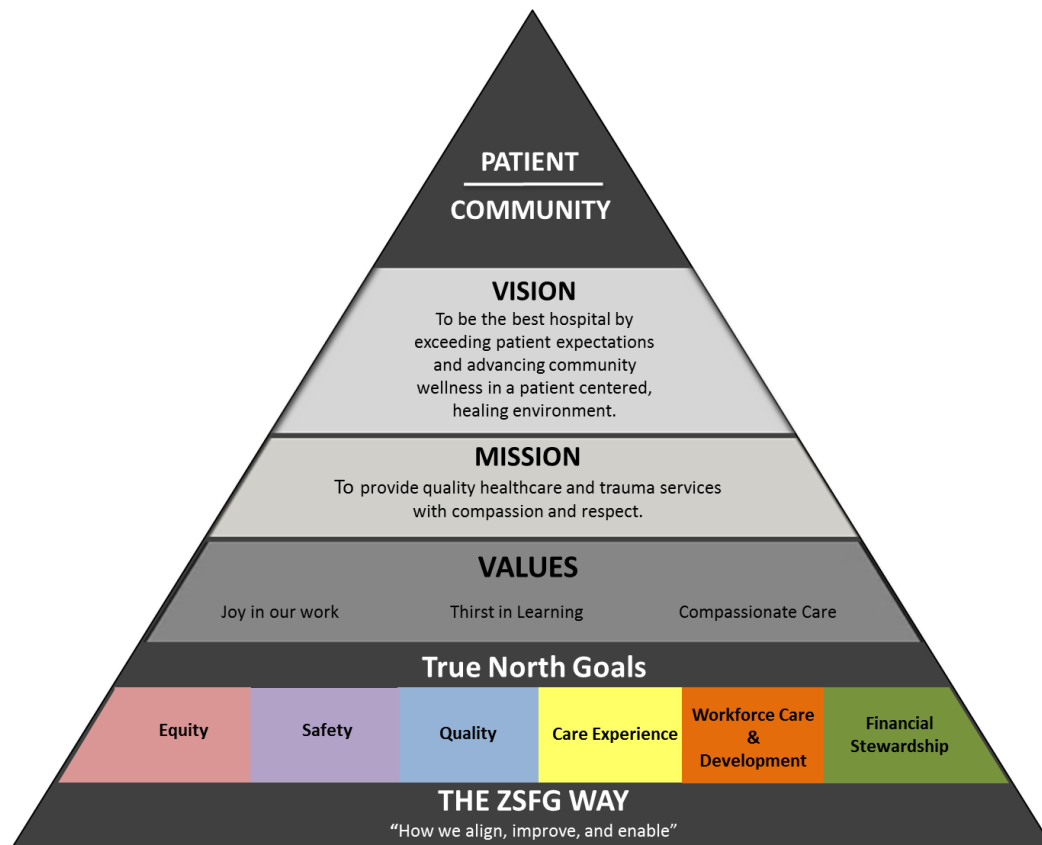 PATIENT
COMMUNITY
VISION
To be the best hospital by
exceeding patient expectations
and advancing community
wellness in a patient centered,
healing environment.
MISSION
To provide quality healthcare and trauma services
with compassion and respect.
VALUES
Joy in our work
Thirst in Learning
Compassionate Care
True North Goals
Equity
Safety
Quality
Care Experience
Workforce Care
&
Development
Financial
Stewardship
THE ZSFG WAY
“How we align, improve, and enable”